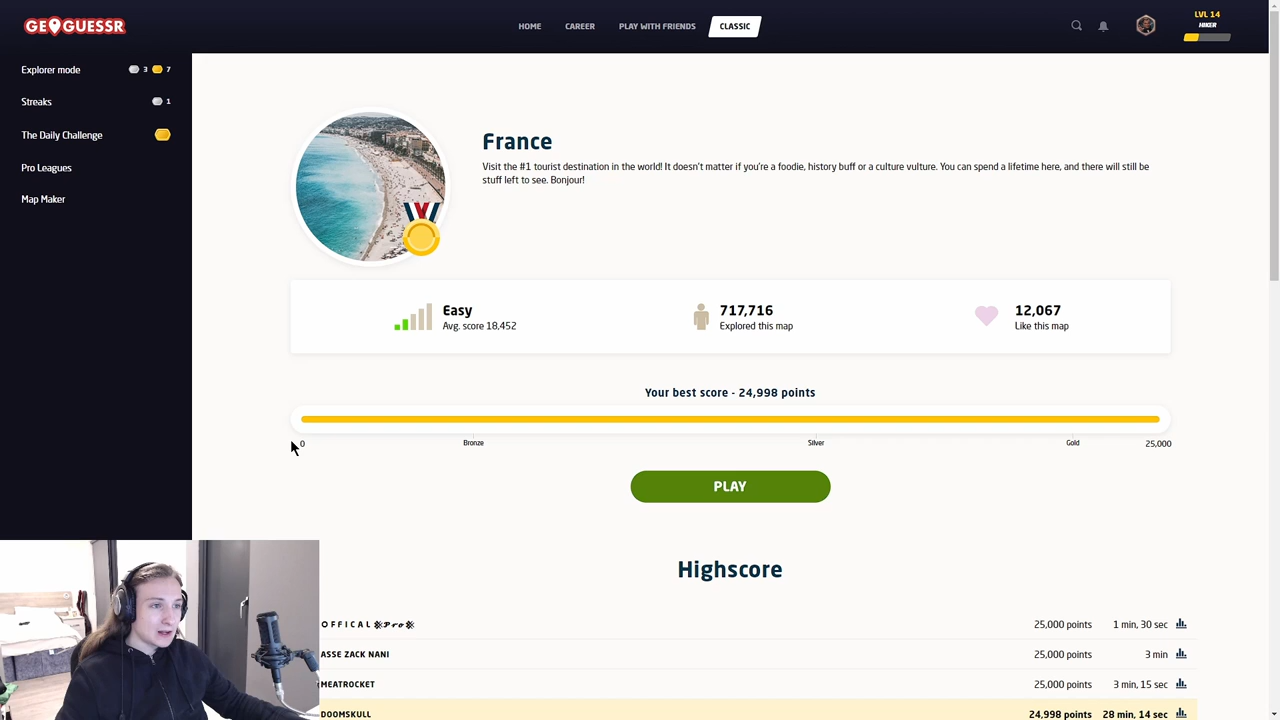 GEOGUESSR
HOME
CAREER
PLAY WITH FRIENDS
CLASSIC
LVL 14
HIKER
Explorer mode 3 7
Streaks 1
The Daily Challenge
Pro Leagues
Map Maker
France
Visit the #1 tourist destination in the world! It doesn't matter if you're a foodie, history buff or a culture vulture. You can spend a lifetime here, and there will still be
stuff left to see. Bonjour!
Easy
Avg. score 18,452
717,716
Explored this map
12,067
Like this map
Your best score - 24,998 points
0 Bronze Silver Gold 25,000
PLAY
Highscore
OFFICAL ※𝓟𝓻𝓸※ 25,000 points 1 min, 30 sec
ASSE ZACK NANI 25,000 points 3 min
MEATROCKET 25,000 points 3 min, 15 sec
DOOMSKULL 24,998 points 28 min, 14 sec